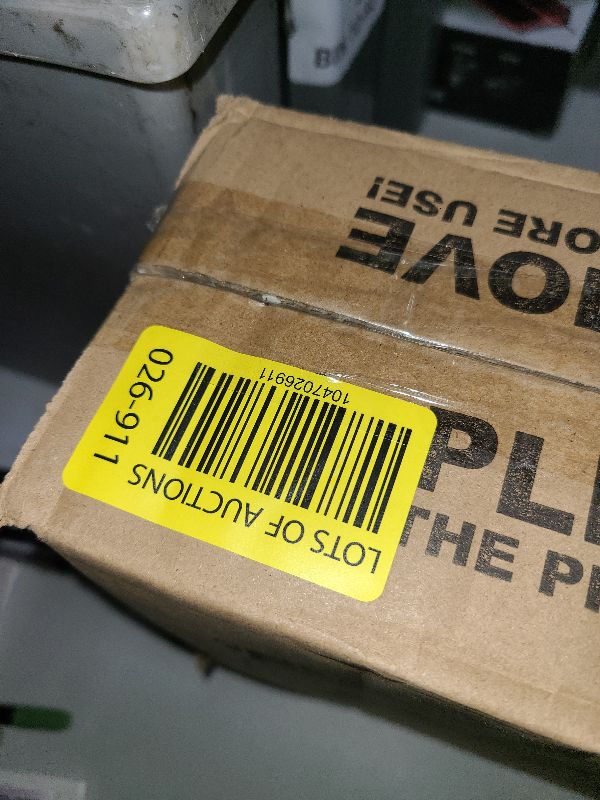 LOTS OF AUCTIONS
1047026911
026-911
OVE
ORE USE!
PL
THE P